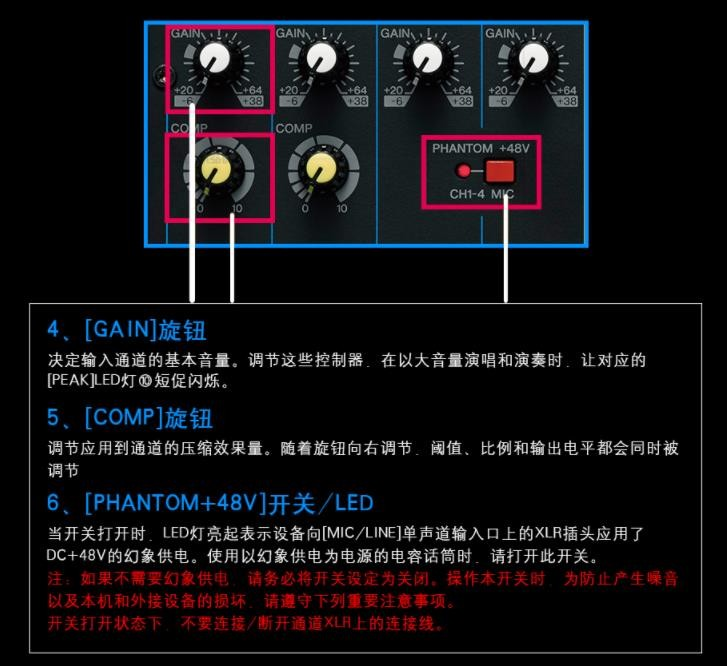 GAIN GAIN GAIN GAIN
+20 +64 +20 +64 +20 +64 +20 +64
-6 +38 -6 +38 -6 +38 -6 +38
COMP COMP
PHANTOM +48V
CH1-4 MIC
0 10 0 10
4、[GAIN]旋钮
决定输入通道的基本音量。调节这些控制器．在以大音量演唱和演奏时．让对应的
[PEAK]LED灯⑩短促闪烁。
5、[COMP]旋钮
调节应用到通道的压缩效果量。随着旋钮向右调节．阈值、比例和输出电平都会同时被
调节
6、[PHANTOM+48V]开关/LED
当开关打开时．LED灯亮起表示设备向[MIC/LINE]单声道输入口上的XLR插头应用了
DC+48V的幻象供电。使用以幻象供电为电源的电容话筒时．请打开此开关。
注：如果不需要幻象供电．请务必将开关设定为关闭。操作本开关时．为防止产生噪音
以及本机和外接设备的损坏．请遵守下列重要注意事项。
开关打开状态下．不要连接/断开通道XLR上的连接线。